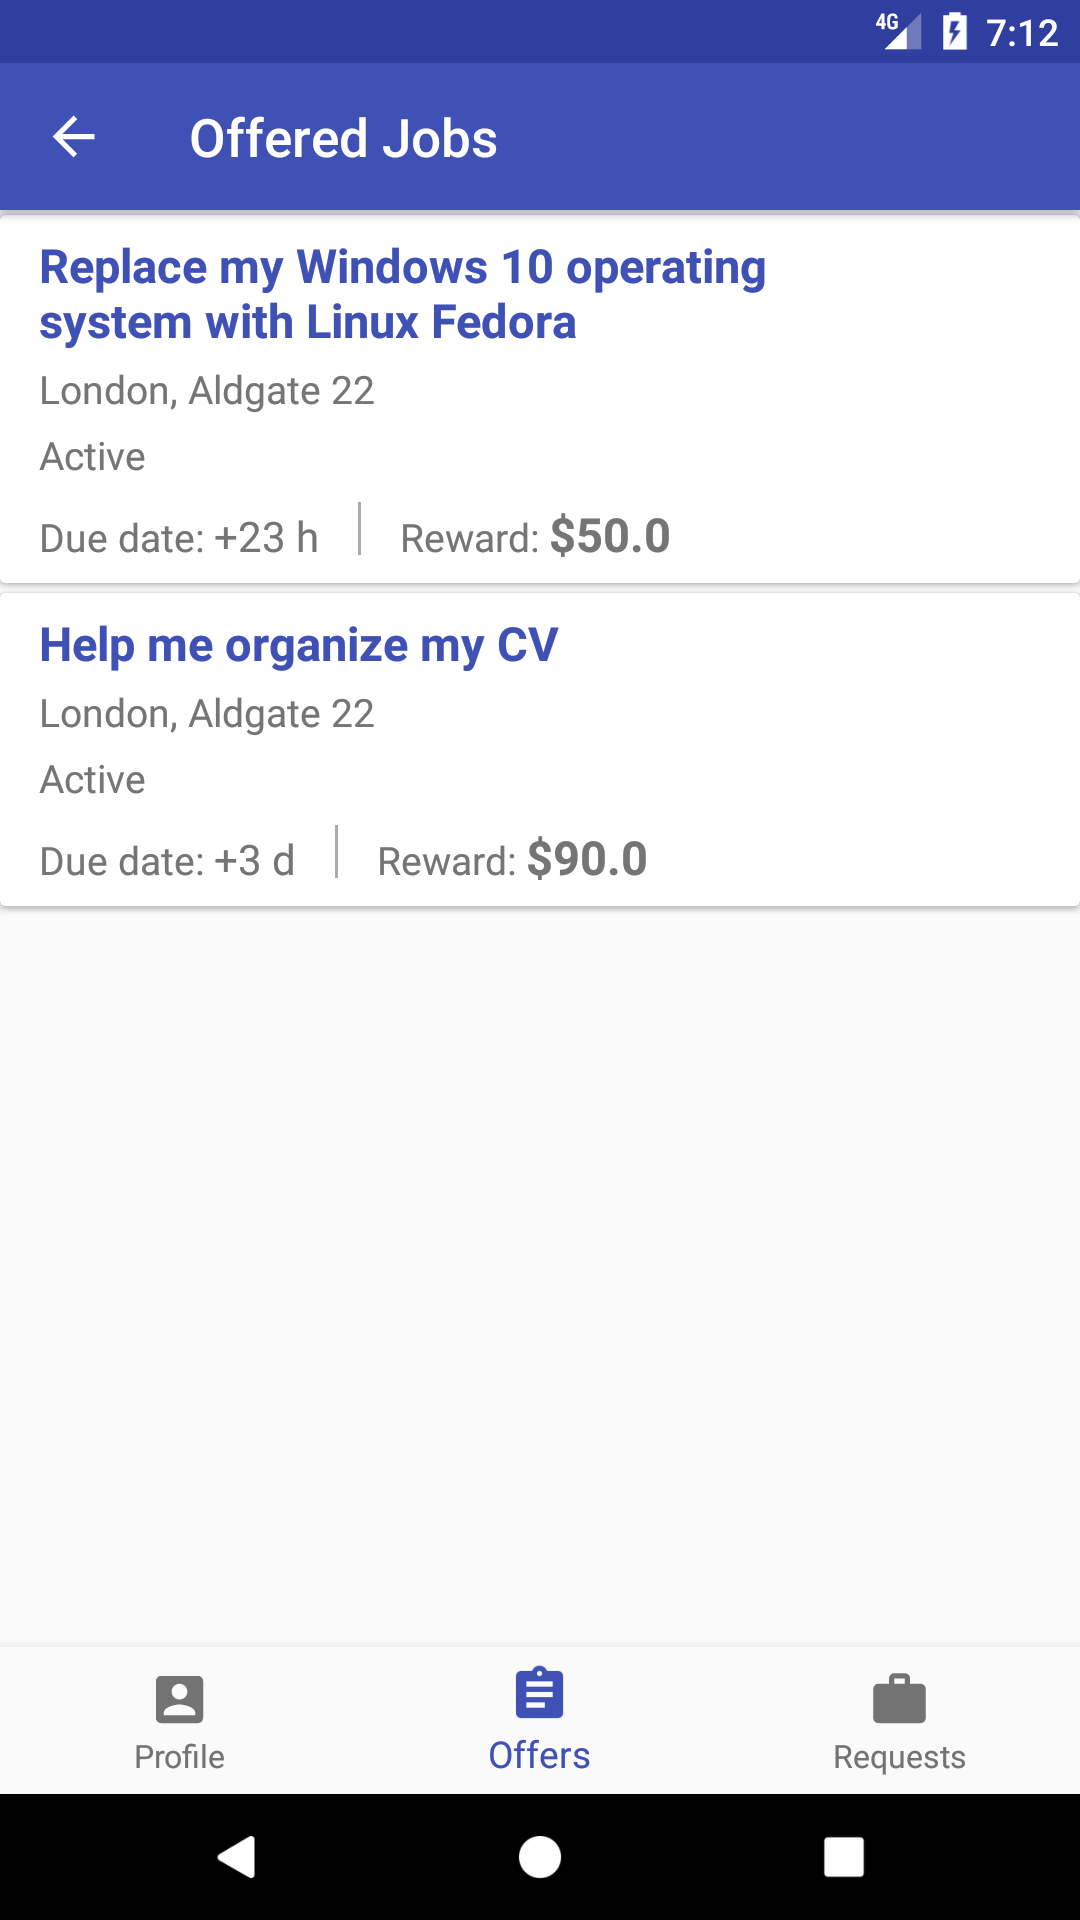 4G 7:12
Offered Jobs
Replace my Windows 10 operating
system with Linux Fedora
London, Aldgate 22
Active
Due date: +23 h Reward: $50.0
Help me organize my CV
London, Aldgate 22
Active
Due date: +3 d Reward: $90.0
Profile Offers Requests